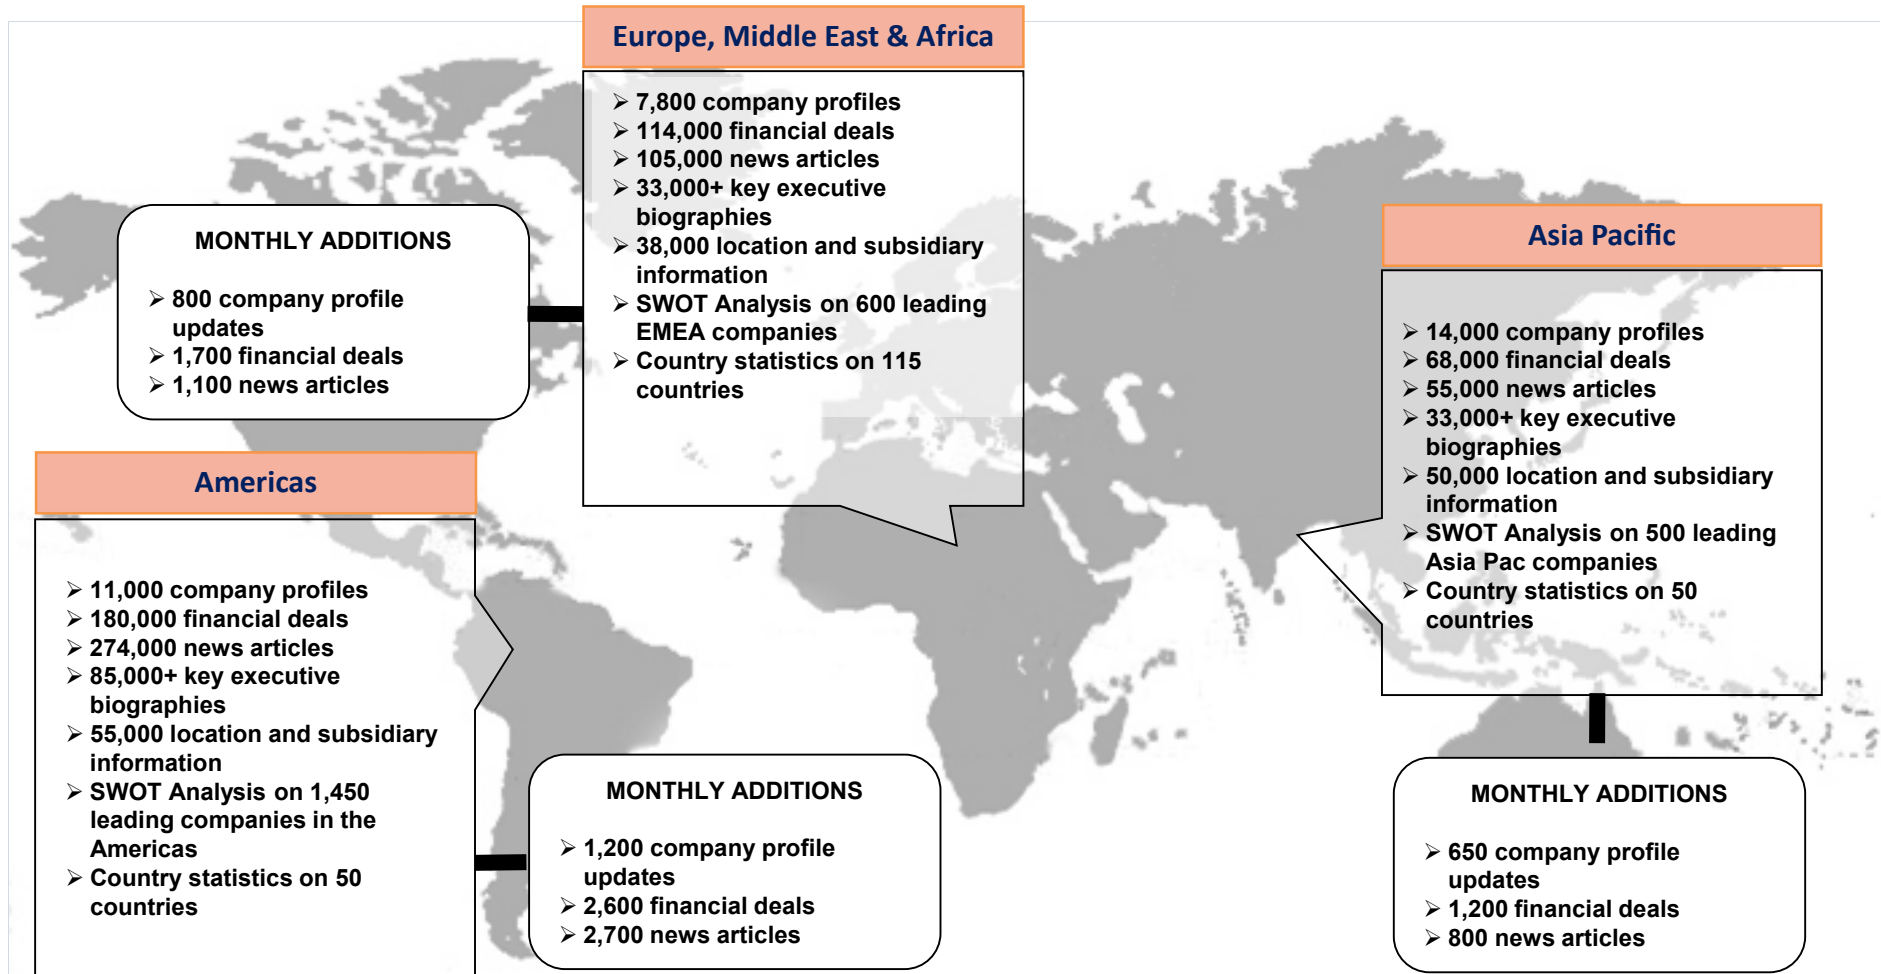 Europe, Middle East & Africa
➢ 7,800 company profiles
➢ 114,000 financial deals
➢ 105,000 news articles
➢ 33,000+ key executive
biographies
➢ 38,000 location and subsidiary
information
➢ SWOT Analysis on 600 leading
EMEA companies
➢ Country statistics on 115
countries
MONTHLY ADDITIONS
➢ 800 company profile
updates
➢ 1,700 financial deals
➢ 1,100 news articles
Asia Pacific
➢ 14,000 company profiles
➢ 68,000 financial deals
➢ 55,000 news articles
➢ 33,000+ key executive
biographies
➢ 50,000 location and subsidiary
information
➢ SWOT Analysis on 500 leading
Asia Pac companies
➢ Country statistics on 50
countries
Americas
➢ 11,000 company profiles
➢ 180,000 financial deals
➢ 274,000 news articles
➢ 85,000+ key executive
biographies
➢ 55,000 location and subsidiary
information
➢ SWOT Analysis on 1,450
leading companies in the
Americas
➢ Country statistics on 50
countries
MONTHLY ADDITIONS
➢ 1,200 company profile
updates
➢ 2,600 financial deals
➢ 2,700 news articles
MONTHLY ADDITIONS
➢ 650 company profile
updates
➢ 1,200 financial deals
➢ 800 news articles